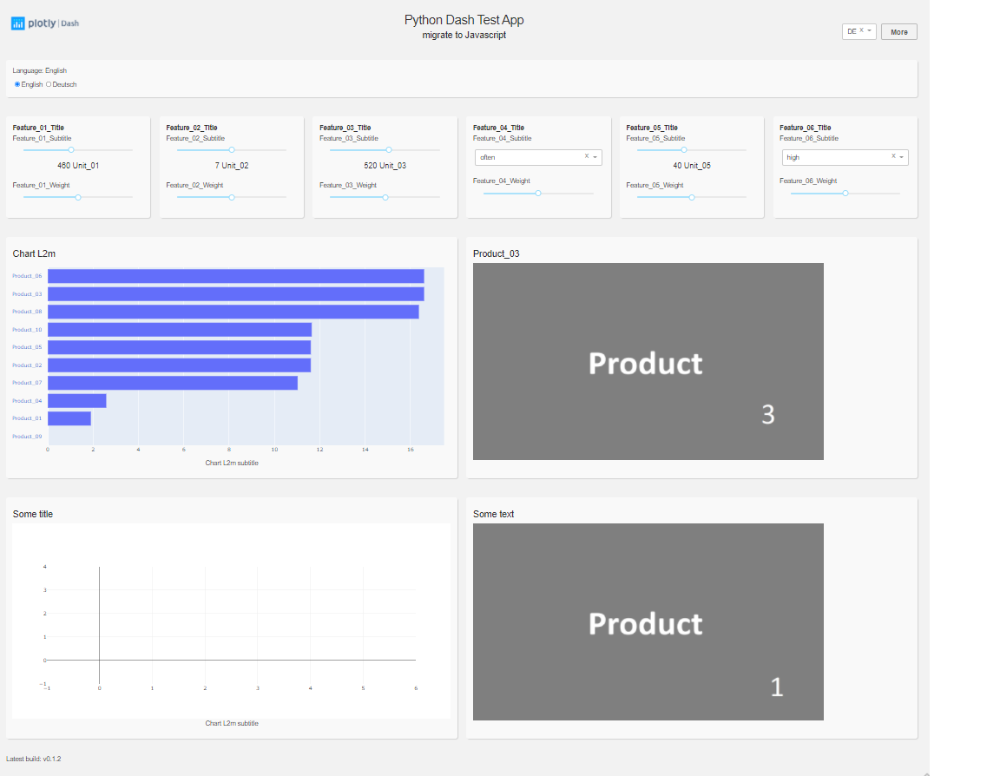 plotly | Dash
Python Dash Test App
migrate to Javascript
DE ×
More
Language: English
English Deutsch
Feature_01_Title
Feature_01_Subtitle
460 Unit_01
Feature_01_Weight
Feature_02_Title
Feature_02_Subtitle
7 Unit_02
Feature_02_Weight
Feature_03_Title
Feature_03_Subtitle
520 Unit_03
Feature_03_Weight
Feature_04_Title
Feature_04_Subtitle
often ×
Feature_04_Weight
Feature_05_Title
Feature_05_Subtitle
40 Unit_05
Feature_05_Weight
Feature_06_Title
Feature_06_Subtitle
high ×
Feature_06_Weight
Chart L2m
Product_06
Product_03
Product_08
Product_10
Product_05
Product_02
Product_07
Product_04
Product_01
Product_09
0 2 4 6 8 10 12 14 16
Chart L2m subtitle
Product_03
Product
3
Some title
4
3
2
1
0
−1
−1 0 1 2 3 4 5 6
Chart L2m subtitle
Some text
Product
1
Latest build: v0.1.2